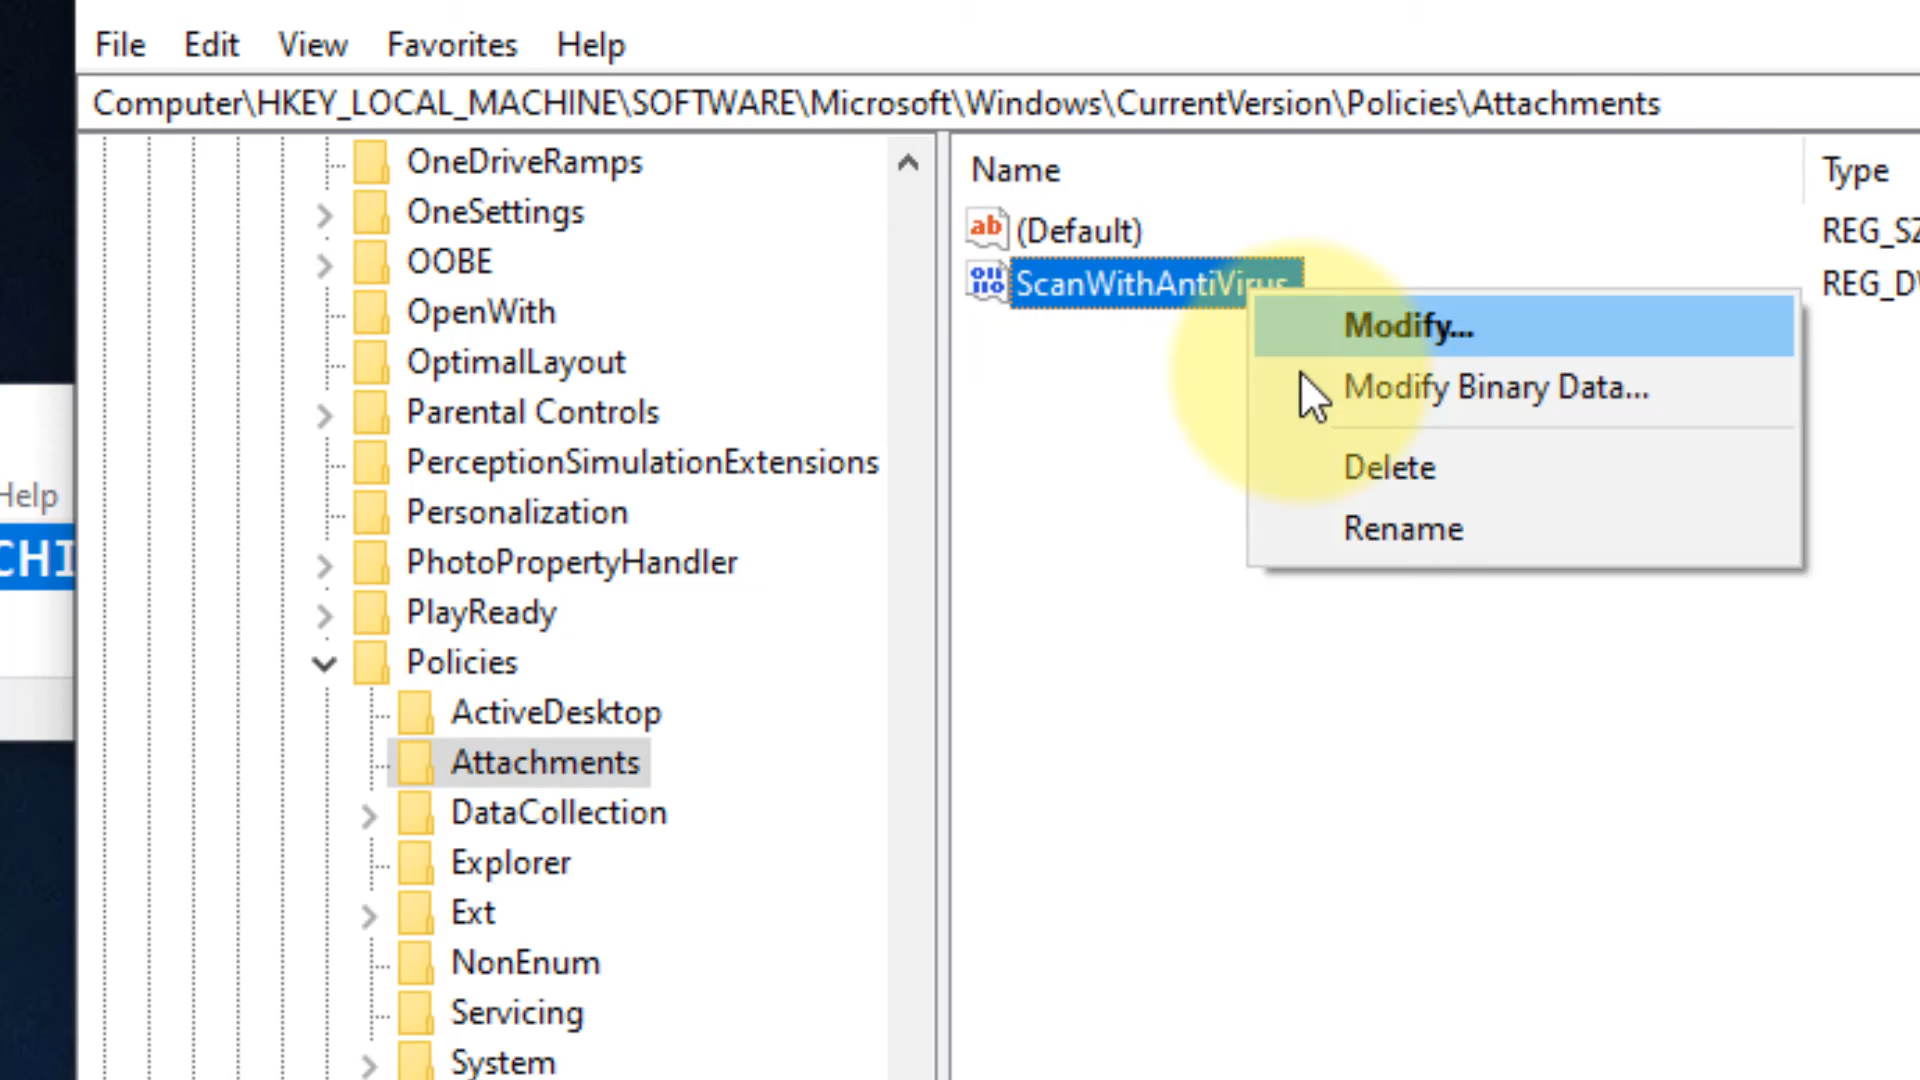 File Edit View Favorites Help
Computer\HKEY_LOCAL_MACHINE\SOFTWARE\Microsoft\Windows\CurrentVersion\Policies\Attachments
OneDriveRamps
OneSettings
OOBE
OpenWith
OptimalLayout
Parental Controls
PerceptionSimulationExtensions
Personalization
PhotoPropertyHandler
PlayReady
Policies
ActiveDesktop
Attachments
DataCollection
Explorer
Ext
NonEnum
Servicing
System
Name Type
(Default) REG_SZ
ScanWithAntiVirus REG_D
Modify...
Modify Binary Data...
Delete
Rename
Help
CHI